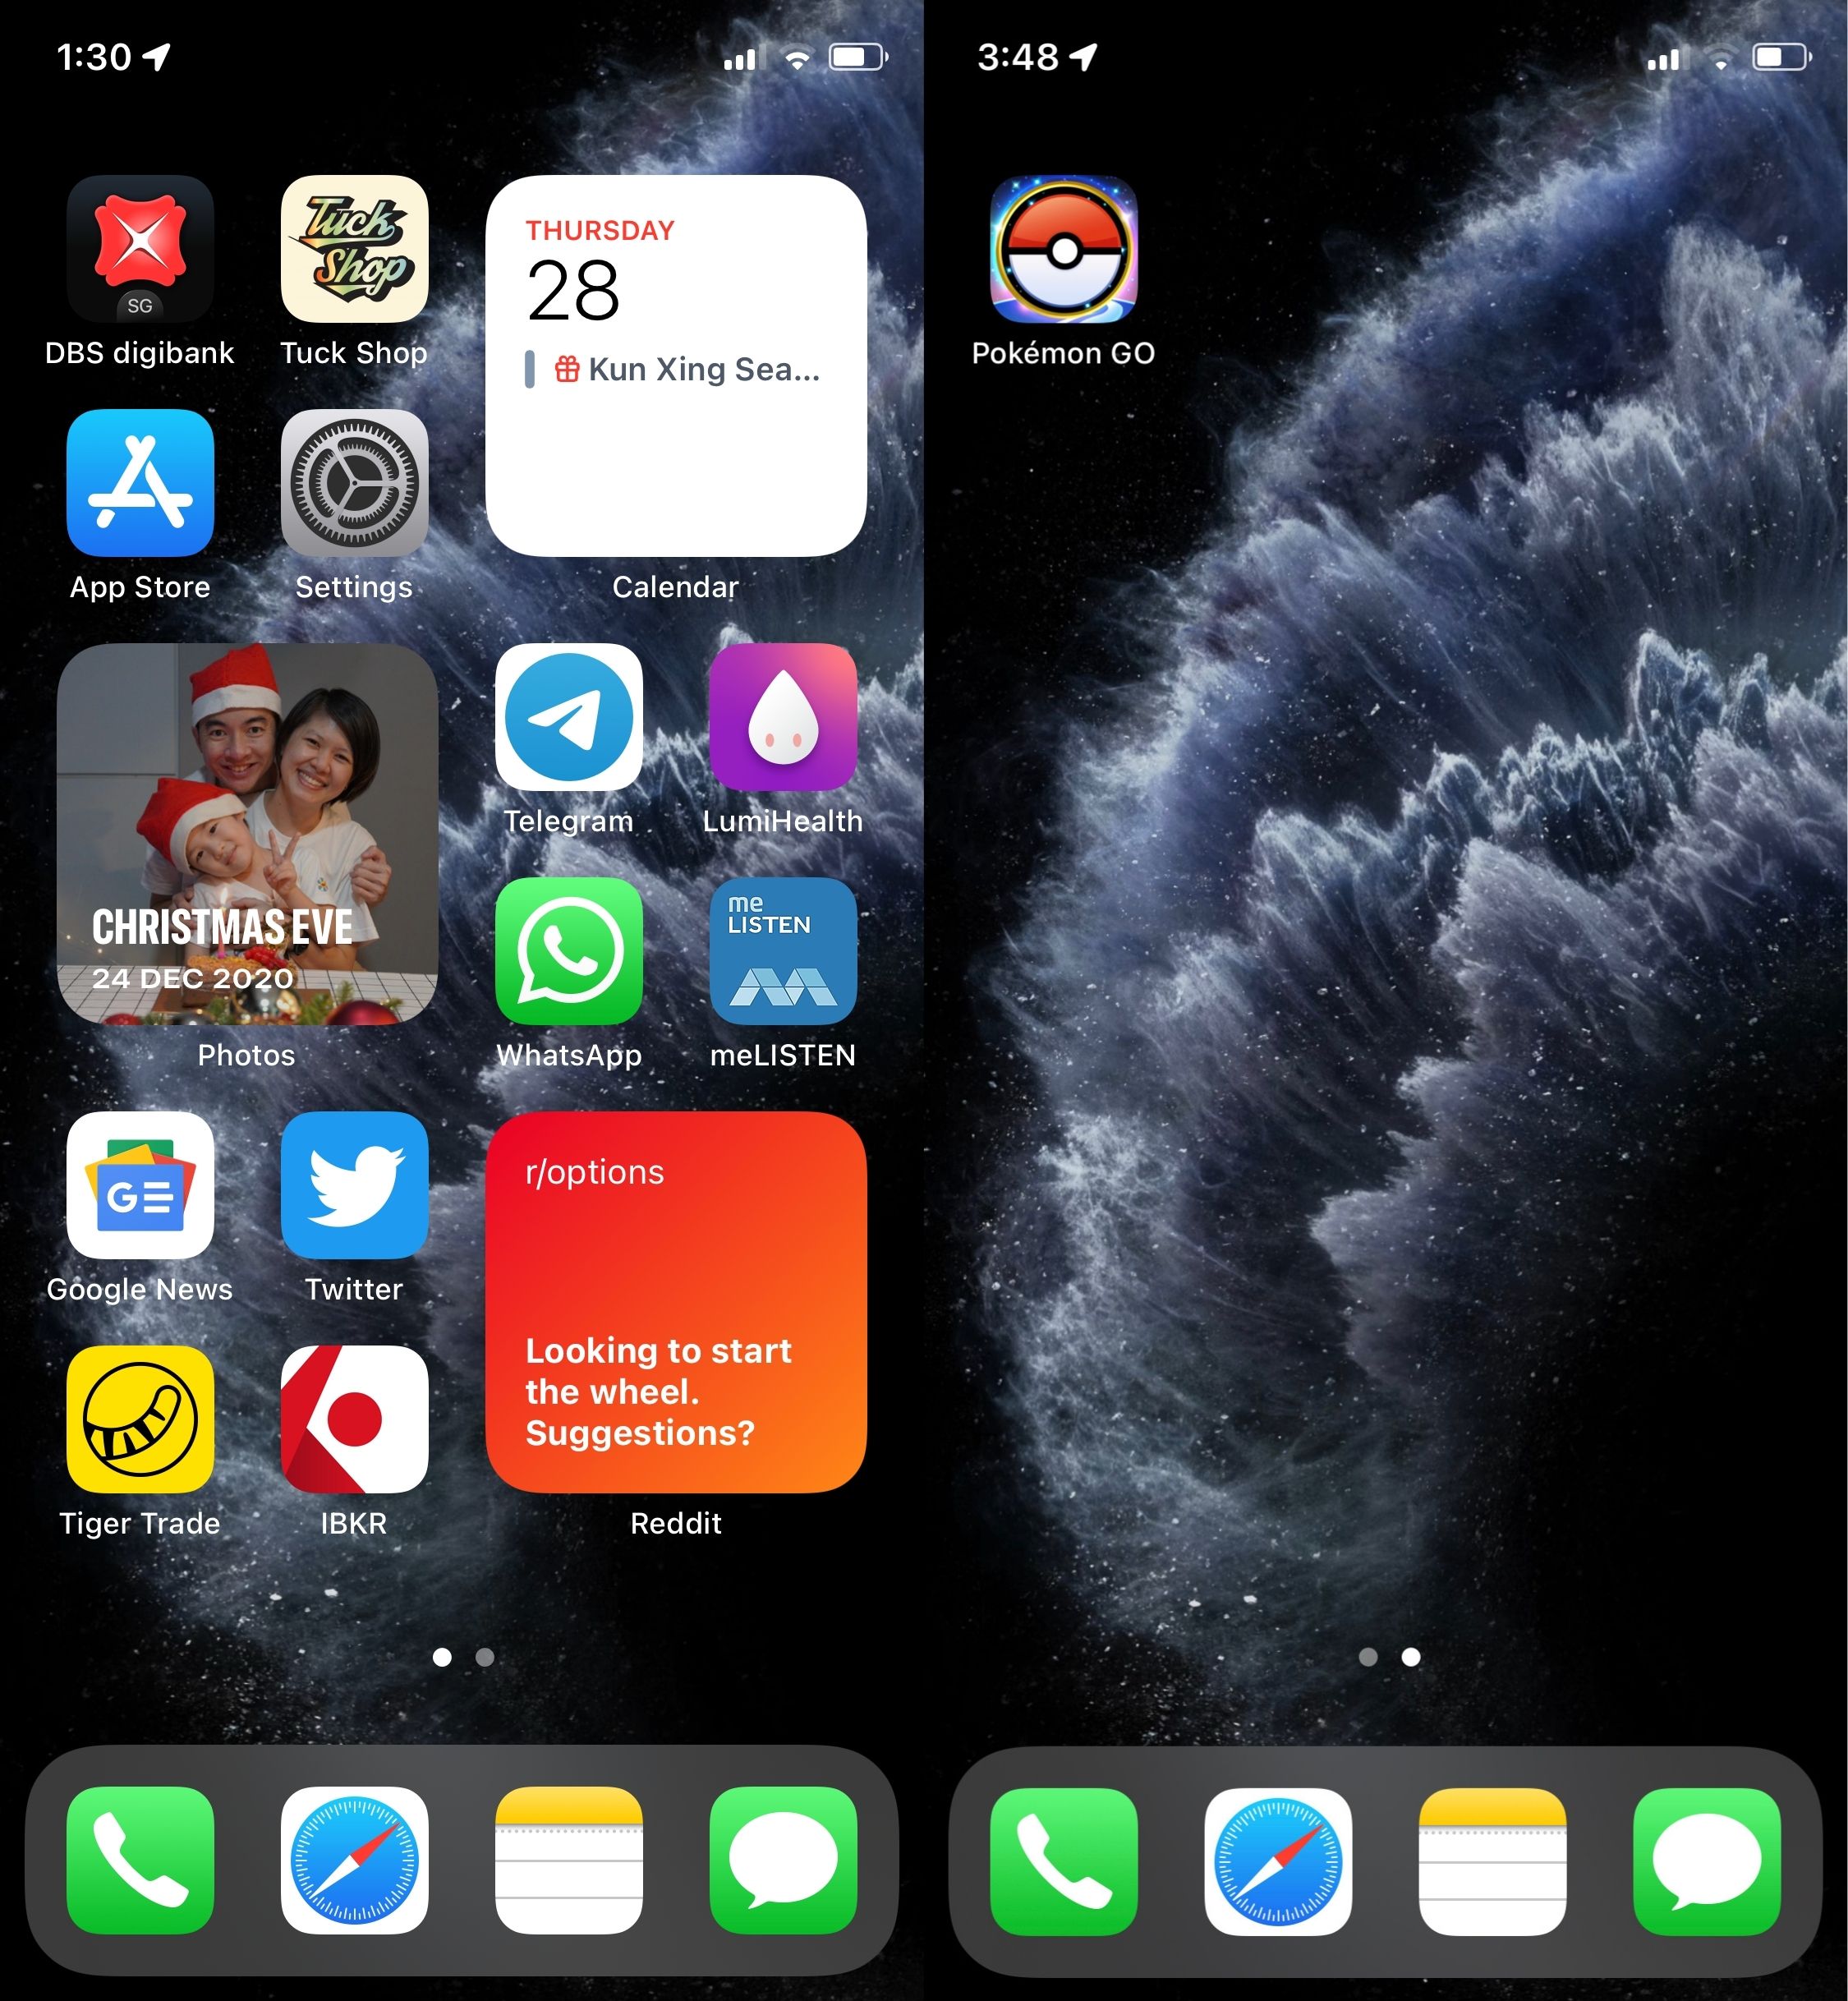 1:30
THURSDAY
28
Kun Xing Sea...
Tuck
Shop
SG
DBS digibank
Tuck Shop
App Store
Settings
Calendar
CHRISTMAS EVE
24 DEC 2020
Photos
Telegram
LumiHealth
me
LISTEN
WhatsApp
meLISTEN
G
Google News
Twitter
r/options
Looking to start
the wheel.
Suggestions?
Tiger Trade
IBKR
Reddit
3:48
Pokémon GO